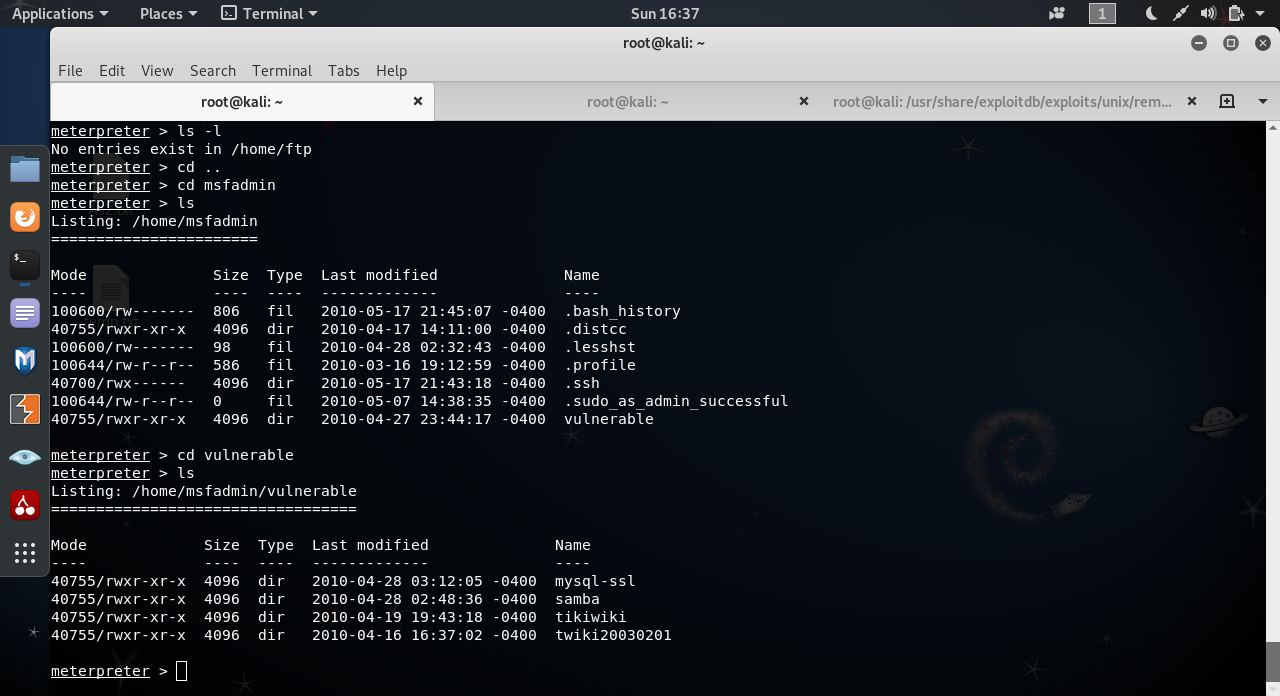 Applications Places Terminal Sun 16:37 1
root@kali: ~
File Edit View Search Terminal Tabs Help
root@kali: ~ root@kali: ~ root@kali: /usr/share/exploitdb/exploits/unix/rem...
meterpreter > ls -l
No entries exist in /home/ftp
meterpreter > cd ..
meterpreter > cd msfadmin
meterpreter > ls
Listing: /home/msfadmin
=======================
Mode Size Type Last modified Name
---- ---- ---- ------------- ----
100600/rw------- 806 fil 2010-05-17 21:45:07 -0400 .bash_history
40755/rwxr-xr-x 4096 dir 2010-04-17 14:11:00 -0400 .distcc
100600/rw------- 98 fil 2010-04-28 02:32:43 -0400 .lesshst
100644/rw-r--r-- 586 fil 2010-03-16 19:12:59 -0400 .profile
40700/rwx------ 4096 dir 2010-05-17 21:43:18 -0400 .ssh
100644/rw-r--r-- 0 fil 2010-05-07 14:38:35 -0400 .sudo_as_admin_successful
40755/rwxr-xr-x 4096 dir 2010-04-27 23:44:17 -0400 vulnerable
meterpreter > cd vulnerable
meterpreter > ls
Listing: /home/msfadmin/vulnerable
==================================
Mode Size Type Last modified Name
---- ---- ---- ------------- ----
40755/rwxr-xr-x 4096 dir 2010-04-28 03:12:05 -0400 mysql-ssl
40755/rwxr-xr-x 4096 dir 2010-04-28 02:48:36 -0400 samba
40755/rwxr-xr-x 4096 dir 2010-04-19 19:43:18 -0400 tikiwiki
40755/rwxr-xr-x 4096 dir 2010-04-16 16:37:02 -0400 twiki20030201
meterpreter >